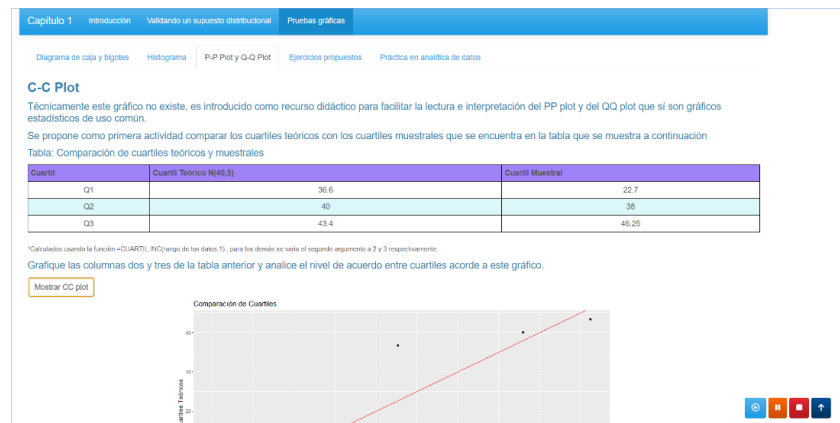 Capítulo 1 Introducción Validando un supuesto distribucional Pruebas gráficas
Diagrama de caja y bigotes Histograma P-P Plot y Q-Q Plot Ejercicios propuestos Práctica en analítica de datos
C-C Plot
Técnicamente este gráfico no existe, es introducido como recurso didáctico para facilitar la lectura e interpretación del PP plot y del QQ plot que sí son gráficos
estadísticos de uso común.
Se propone como primera actividad comparar los cuartiles teóricos con los cuartiles muestrales que se encuentra en la tabla que se muestra a continuación
Tabla: Comparación de cuartiles teóricos y muestrales
Cuartil Cuartil Teórico N(40,5) Cuartil Muestral
Q1 36.6 22.7
Q2 40 38
Q3 43.4 46.25
*Calculados usando la función =CUARTIL.INC(rango de los datos;1) , para los demás se varía el segundo argumento a 2 y 3 respectivamente.
Grafique las columnas dos y tres de la tabla anterior y analice el nivel de acuerdo entre cuartiles acorde a este gráfico.
Mostrar CC plot
Comparación de Cuartiles
40
30
20
Teóricos